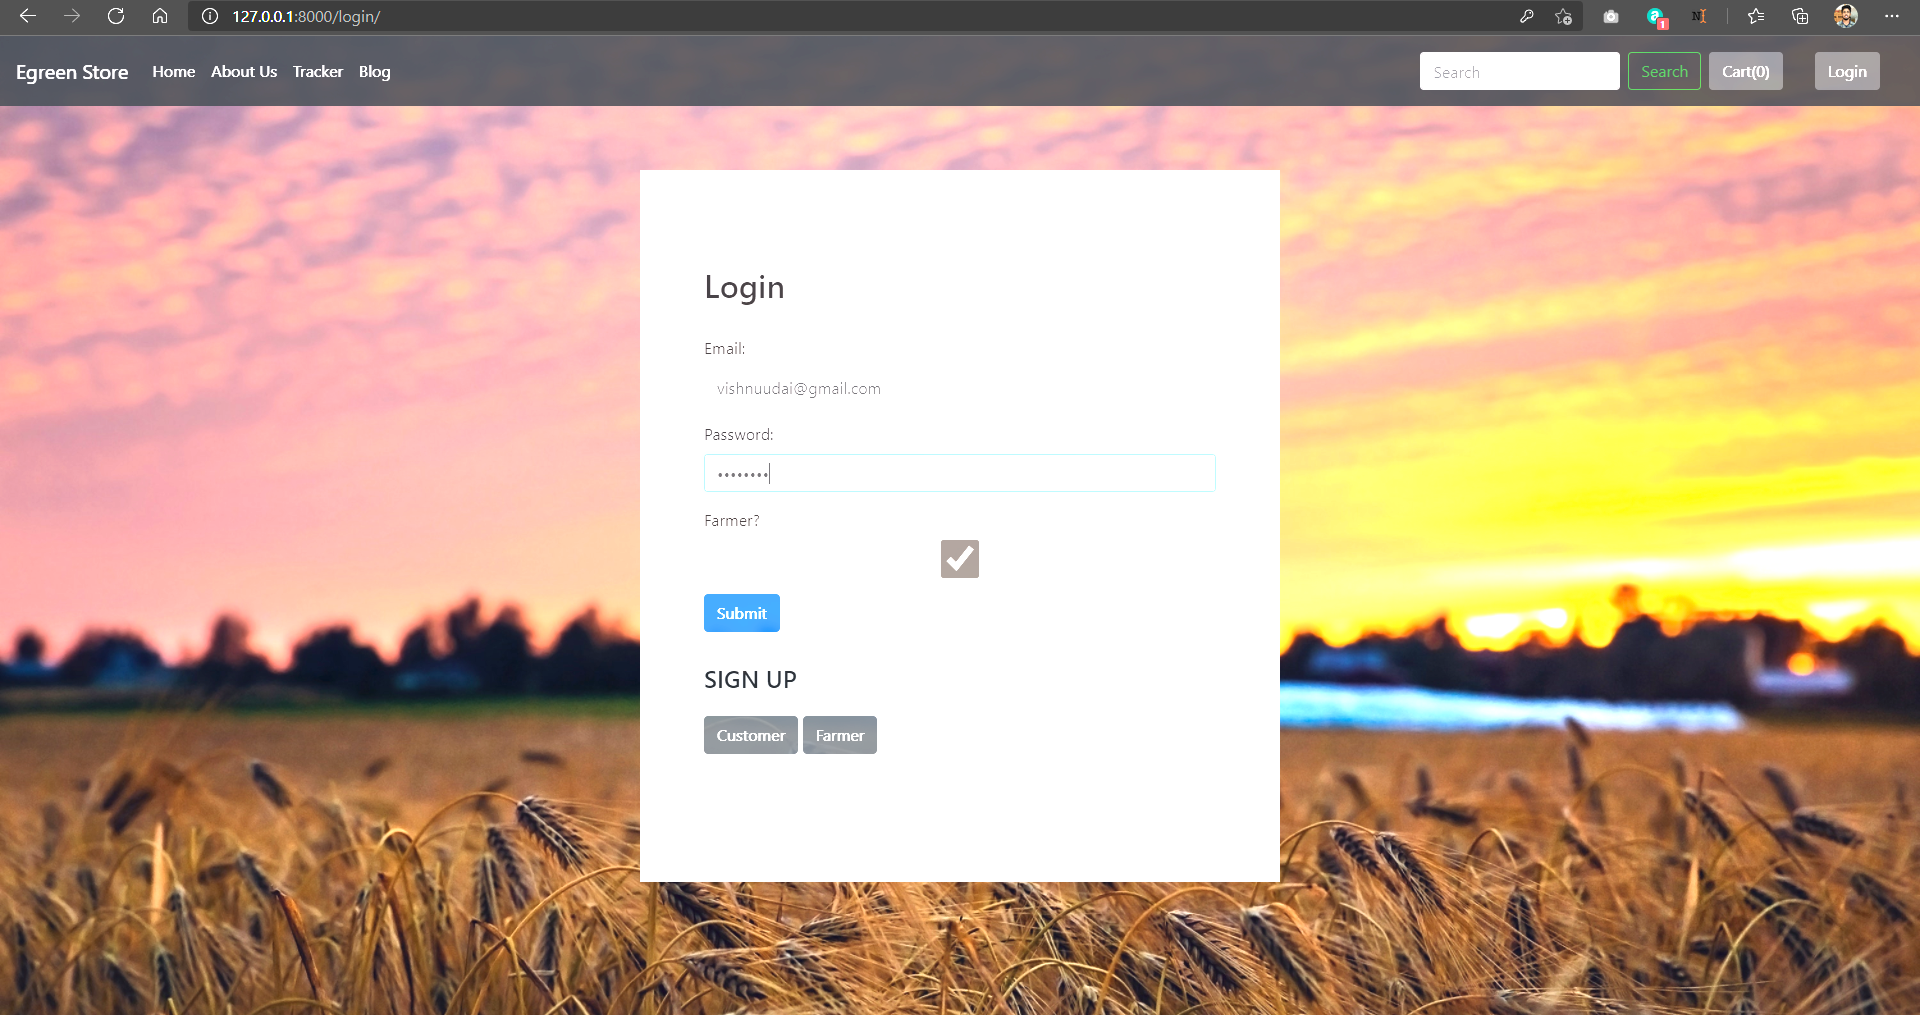 127.0.0.1:8000/login/
1
Egreen Store Home About Us Tracker Blog Search Search Cart(0) Login
Login
Email:
vishnuudai@gmail.com
Password:
••••••••
Farmer?
Submit
SIGN UP
Customer Farmer